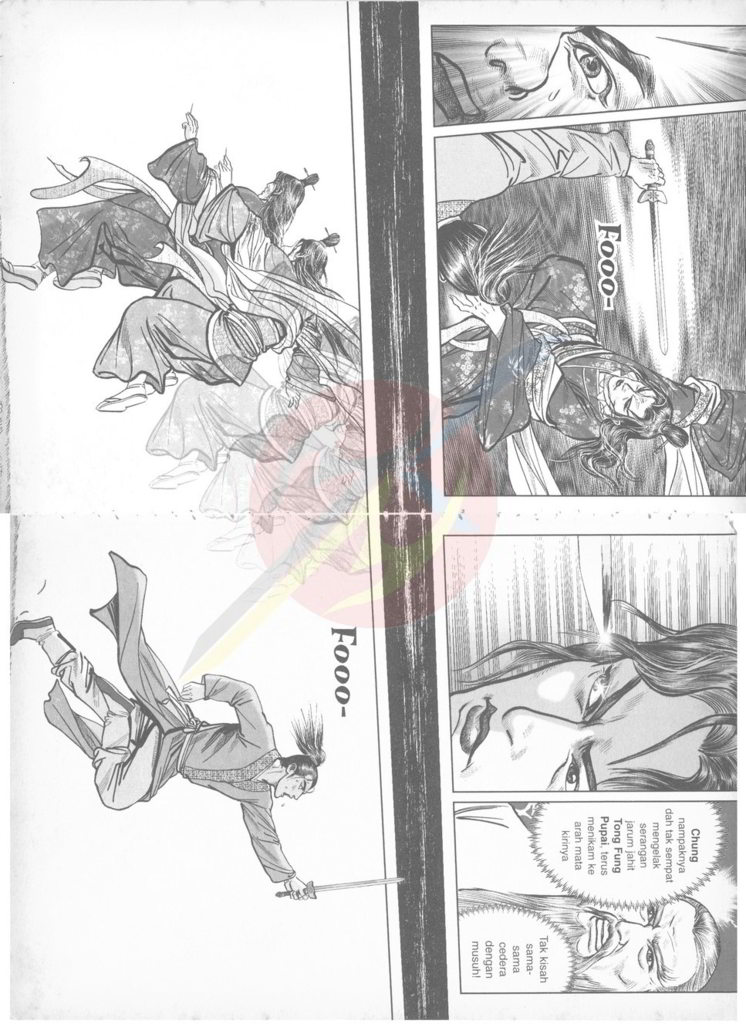 Fooo-
Fooo-
Chung
nampaknya
dah tak sempat
mengelak
serangan
jarum jahit
Tong Fung
Pupai, terus
menikam ke
arah mata
kirinya
Tak kisah
sama-
sama
cedera
dengan
musuh!